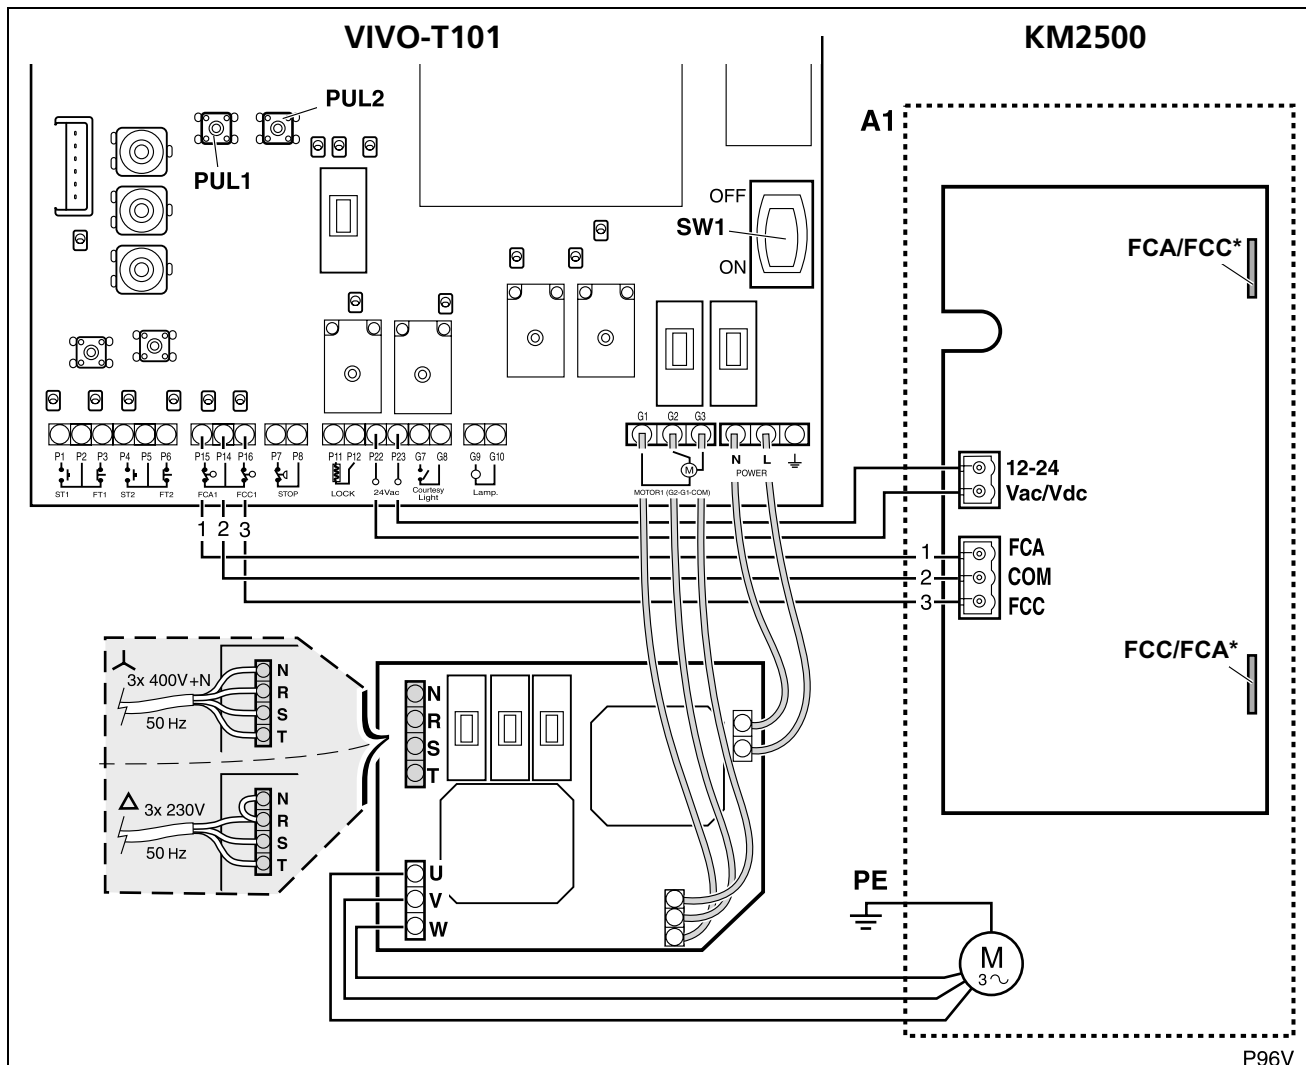 VIVO-T101
KM2500
PUL2
PUL1
A1
OFF
SW1
ON
FCA/FCC*
G1 G2 G3
P1 P2 P3 P4 P5 P6 P15 P14 P16 P7 P8 P11 P12 P22 P23 G7 G8 G9 G10
M
N L
POWER
ST1 FT1 ST2 FT2 FCA1 FCC1 STOP LOCK 24Vac Courtesy Light Lamp.
MOTOR1 (G2-G1-COM)
12-24
Vac/Vdc
1 2 3
1 FCA
2 COM
3 FCC
FCC/FCA*
3x 400V+N
50 Hz
N
R
S
T
3x 230V
50 Hz
N
R
S
T
N
R
S
T
U
V
W
PE
M
3~
P96V